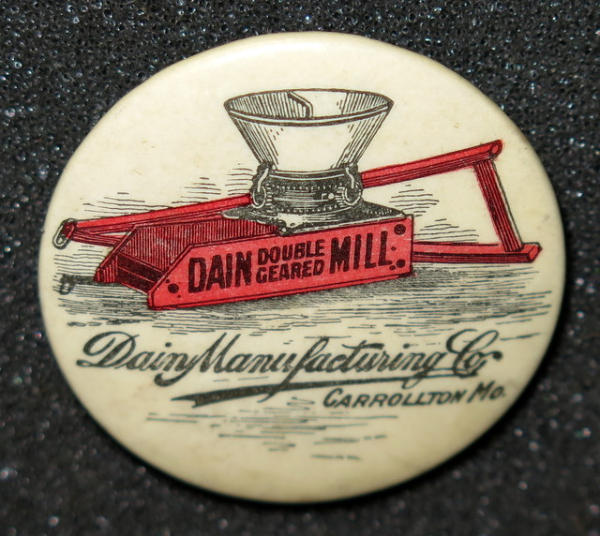 DAIN DOUBLE GEARED MILL
Dain Manufacturing Co
CARROLLTON MO.